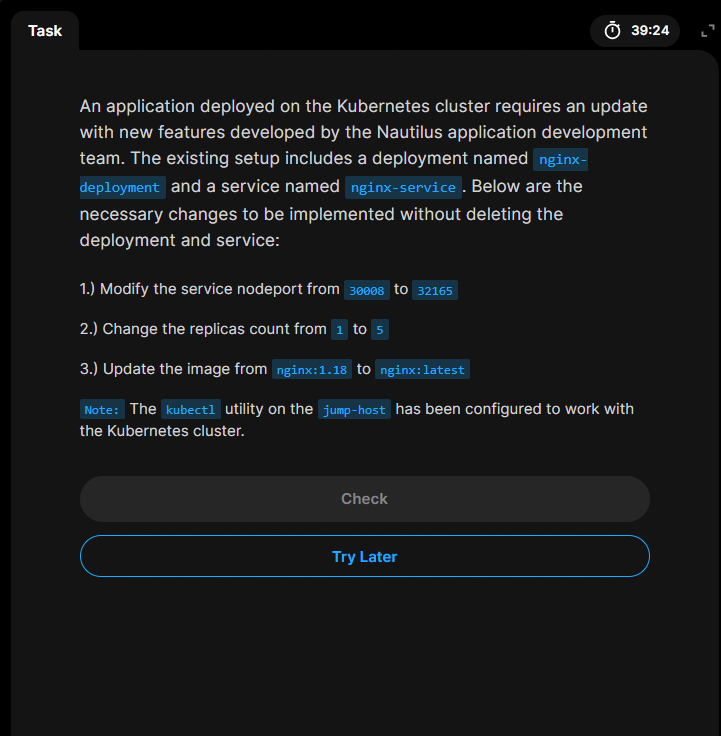 Task
39:24
An application deployed on the Kubernetes cluster requires an update
with new features developed by the Nautilus application development
team. The existing setup includes a deployment named nginx-
deployment and a service named nginx-service. Below are the
necessary changes to be implemented without deleting the
deployment and service:
1.) Modify the service nodeport from 30008 to 32165
2.) Change the replicas count from 1 to 5
3.) Update the image from nginx:1.18 to nginx:latest
Note: The kubectl utility on the jump-host has been configured to work with
the Kubernetes cluster.
Check
Try Later